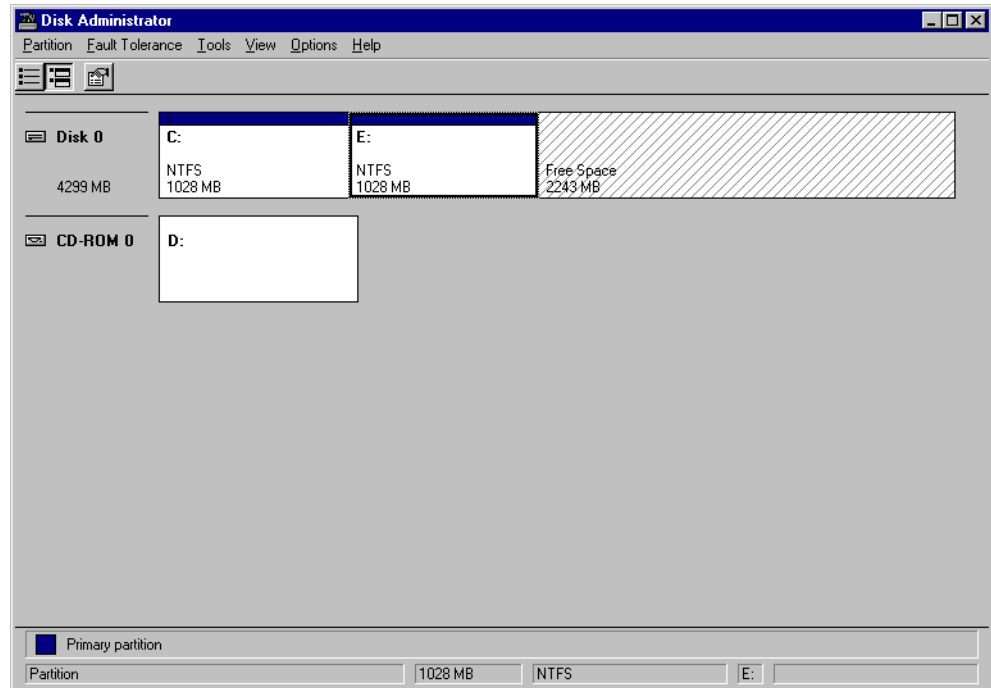 Disk Administrator
Partition Fault Tolerance Tools View Options Help
Disk 0
4299 MB
C:
NTFS
1028 MB
E:
NTFS
1028 MB
Free Space
2243 MB
CD-ROM 0
D:
Primary partition
Partition 1028 MB NTFS E: